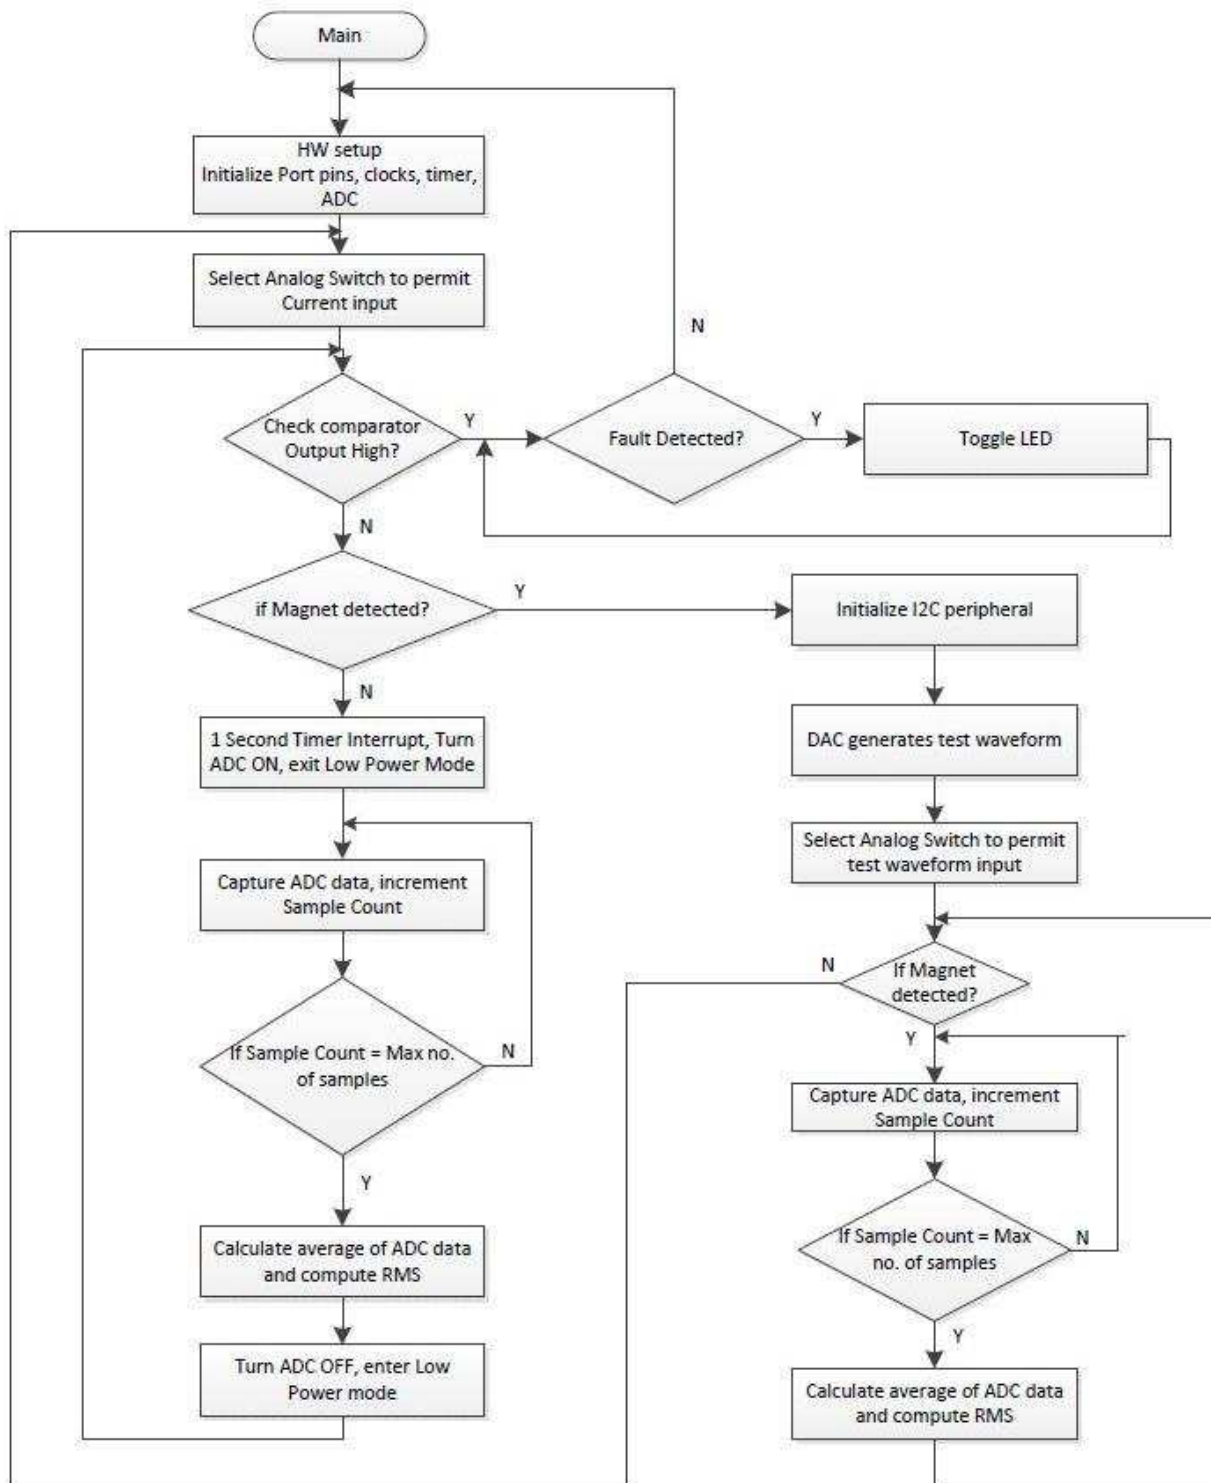 Main
HW setup
Initialize Port pins, clocks, timer,
ADC
Select Analog Switch to permit
Current input
N
Check comparator
Output High?
Y
Fault Detected?
Y
Toggle LED
N
if Magnet detected?
Y
Initialize I2C peripheral
N
1 Second Timer Interrupt, Turn
ADC ON, exit Low Power Mode
DAC generates test waveform
Select Analog Switch to permit
test waveform input
Capture ADC data, increment
Sample Count
N
If Magnet
detected?
Y
If Sample Count = Max no.
of samples
N
Capture ADC data, increment
Sample Count
Y
If Sample Count = Max
no. of samples
N
Calculate average of ADC data
and compute RMS
Y
Turn ADC OFF, enter Low
Power mode
Calculate average of ADC data
and compute RMS